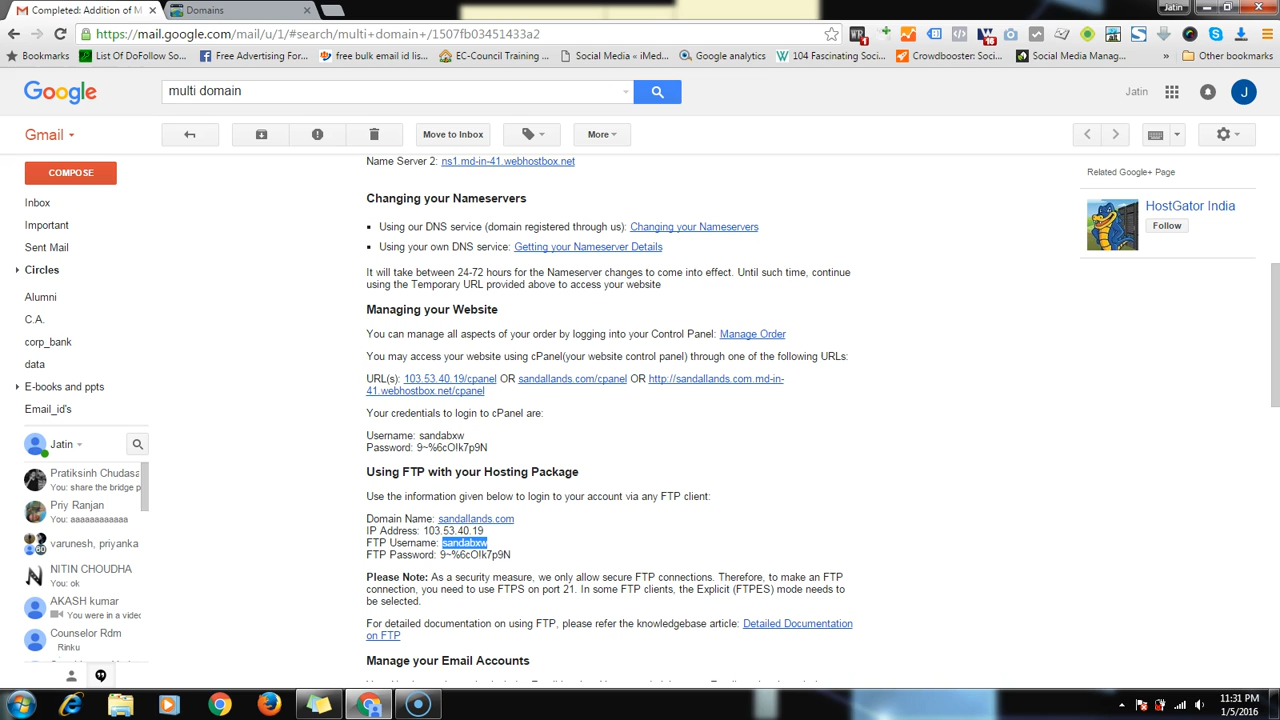 Completed: Addition of M
Domains
Jatin
https://mail.google.com/mail/u/1/#search/multi+domain+/1507fb03451433a2
Bookmarks
List Of DoFollow So...
Free Advertising For...
free bulk email id lis...
EC-Council Training ...
Social Media « iMed...
Google analytics
104 Fascinating Soci...
Crowdbooster: Soci...
Social Media Manag...
»
Other bookmarks
Google
multi domain
Jatin
J
Gmail
Move to Inbox
More
COMPOSE
Inbox
Important
Sent Mail
Circles
Alumni
C.A.
corp_bank
data
E-books and ppts
Email_id's
Jatin
Pratiksinh Chudasa
You: share the bridge p
Priy Ranjan
You: aaaaaaaaaaaa
varunesh, priyanka
NITIN CHOUDHA
You: ok
AKASH kumar
You were in a video
Counselor Rdm
Rinku
Name Server 2: ns1.md-in-41.webhostbox.net
Changing your Nameservers
Using our DNS service (domain registered through us): Changing your Nameservers
Using your own DNS service: Getting your Nameserver Details
It will take between 24-72 hours for the Nameserver changes to come into effect. Until such time, continue
using the Temporary URL provided above to access your website
Managing your Website
You can manage all aspects of your order by logging into your Control Panel: Manage Order
You may access your website using cPanel(your website control panel) through one of the following URLs:
URL(s): 103.53.40.19/cpanel OR sandallands.com/cpanel OR http://sandallands.com.md-in-
41.webhostbox.net/cpanel
Your credentials to login to cPanel are:
Username: sandabxw
Password: 9~%6cO!k7p9N
Using FTP with your Hosting Package
Use the information given below to login to your account via any FTP client:
Domain Name: sandallands.com
IP Address: 103.53.40.19
FTP Username: sandabxw
FTP Password: 9~%6cO!k7p9N
Please Note: As a security measure, we only allow secure FTP connections. Therefore, to make an FTP
connection, you need to use FTPS on port 21. In some FTP clients, the Explicit (FTPES) mode needs to
be selected.
For detailed documentation on using FTP, please refer the knowledgebase article: Detailed Documentation
on FTP
Manage your Email Accounts
Related Google+ Page
HostGator India
Follow
11:31 PM
1/5/2016